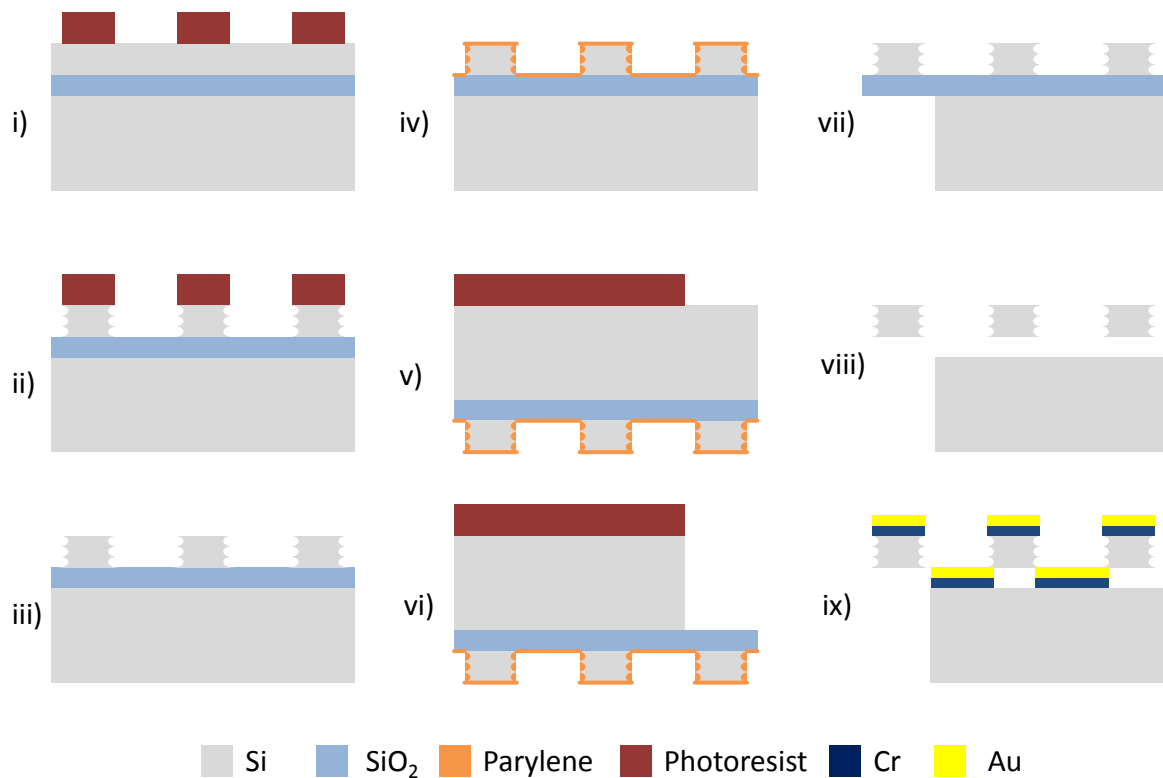 i)
iv)
vii)
ii)
v)
viii)
iii)
vi)
ix)
Si SiO₂ Parylene Photoresist Cr Au